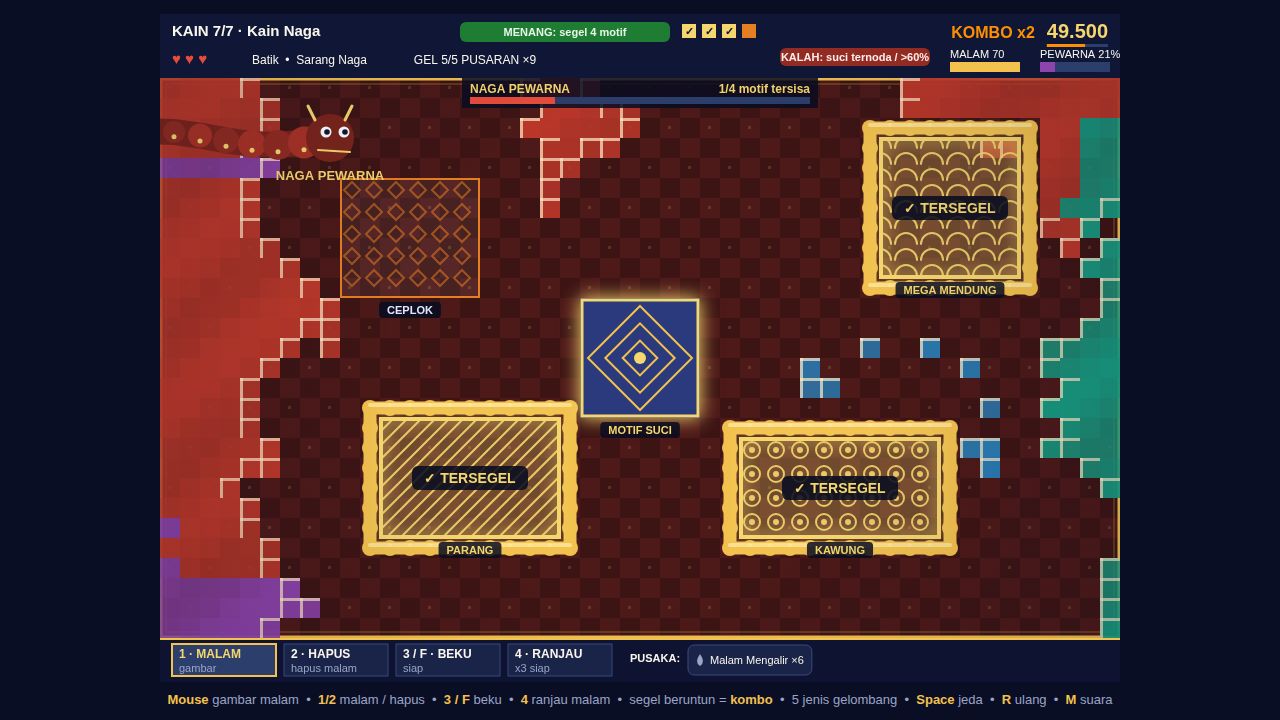 KAIN 7/7 · Kain Naga
MENANG: segel 4 motif
✓ ✓ ✓
KOMBO x2 49.500
♥ ♥ ♥
Batik • Sarang Naga
GEL 5/5 PUSARAN ×9
KALAH: suci ternoda / >60%
MALAM 70
PEWARNA 21%
NAGA PEWARNA
1/4 motif tersisa
NAGA PEWARNA
✓ TERSEGEL
MEGA MENDUNG
CEPLOK
MOTIF SUCI
✓ TERSEGEL
PARANG
✓ TERSEGEL
KAWUNG
1 · MALAM
gambar
2 · HAPUS
hapus malam
3 / F · BEKU
siap
4 · RANJAU
x3 siap
PUSAKA:
Malam Mengalir ×6
Mouse gambar malam • 1/2 malam / hapus • 3 / F beku • 4 ranjau malam • segel beruntun = kombo • 5 jenis gelombang • Space jeda • R ulang • M suara